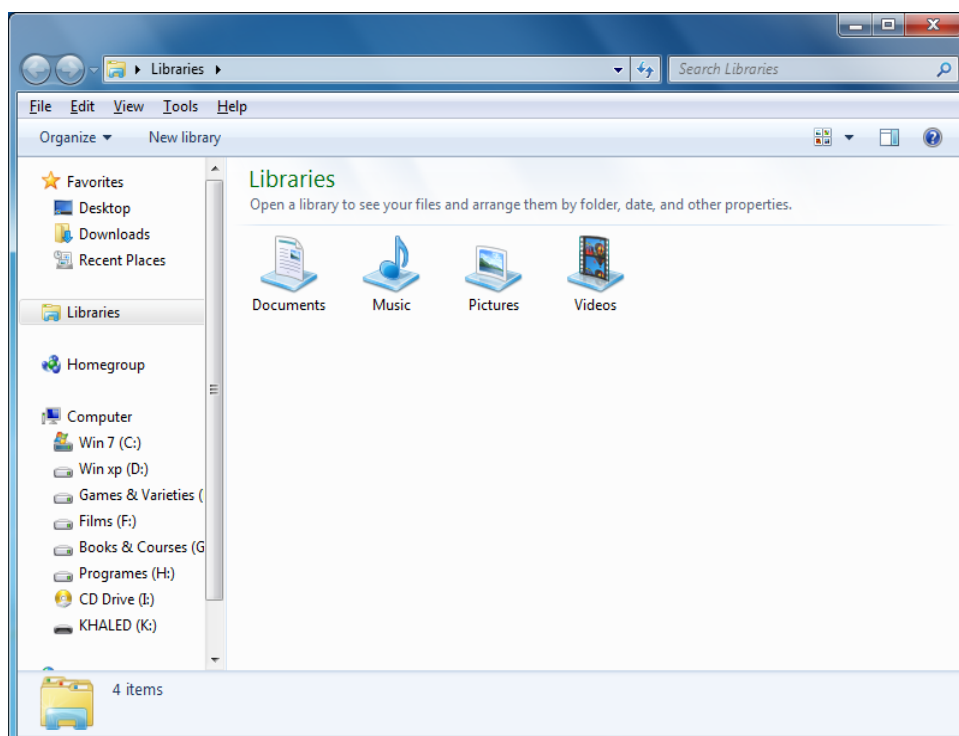 Libraries
Search Libraries
File Edit View Tools Help
Organize New library
Favorites
Desktop
Downloads
Recent Places
Libraries
Homegroup
Computer
Win 7 (C:)
Win xp (D:)
Games & Varieties (
Films (F:)
Books & Courses (G
Programes (H:)
CD Drive (I:)
KHALED (K:)
Libraries
Open a library to see your files and arrange them by folder, date, and other properties.
Documents Music Pictures Videos
4 items